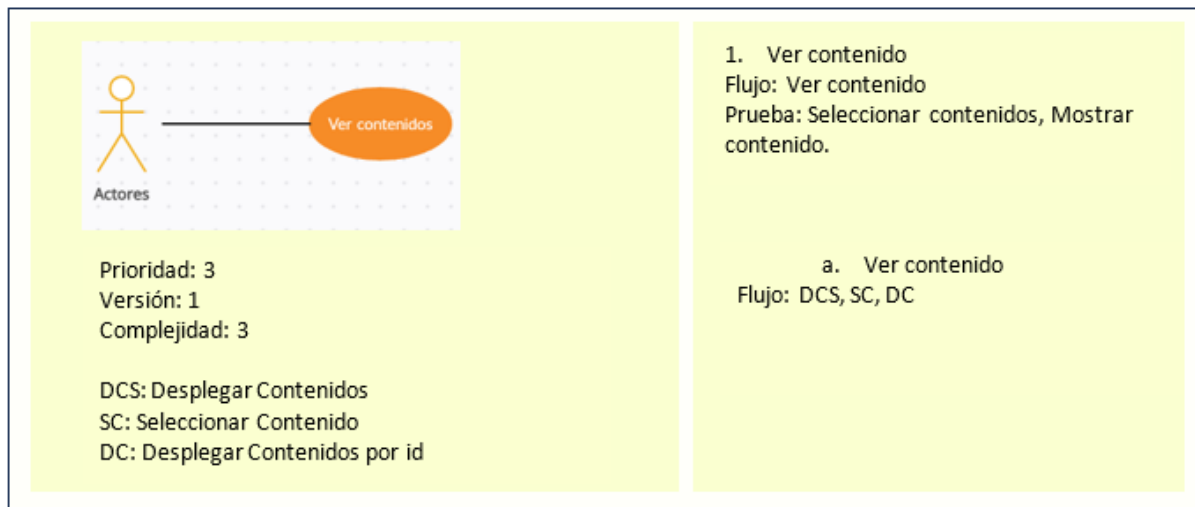 Ver contenidos
Actores
Prioridad: 3
Versión: 1
Complejidad: 3
DCS: Desplegar Contenidos
SC: Seleccionar Contenido
DC: Desplegar Contenidos por id
1. Ver contenido
Flujo: Ver contenido
Prueba: Seleccionar contenidos, Mostrar
contenido.
a. Ver contenido
Flujo: DCS, SC, DC